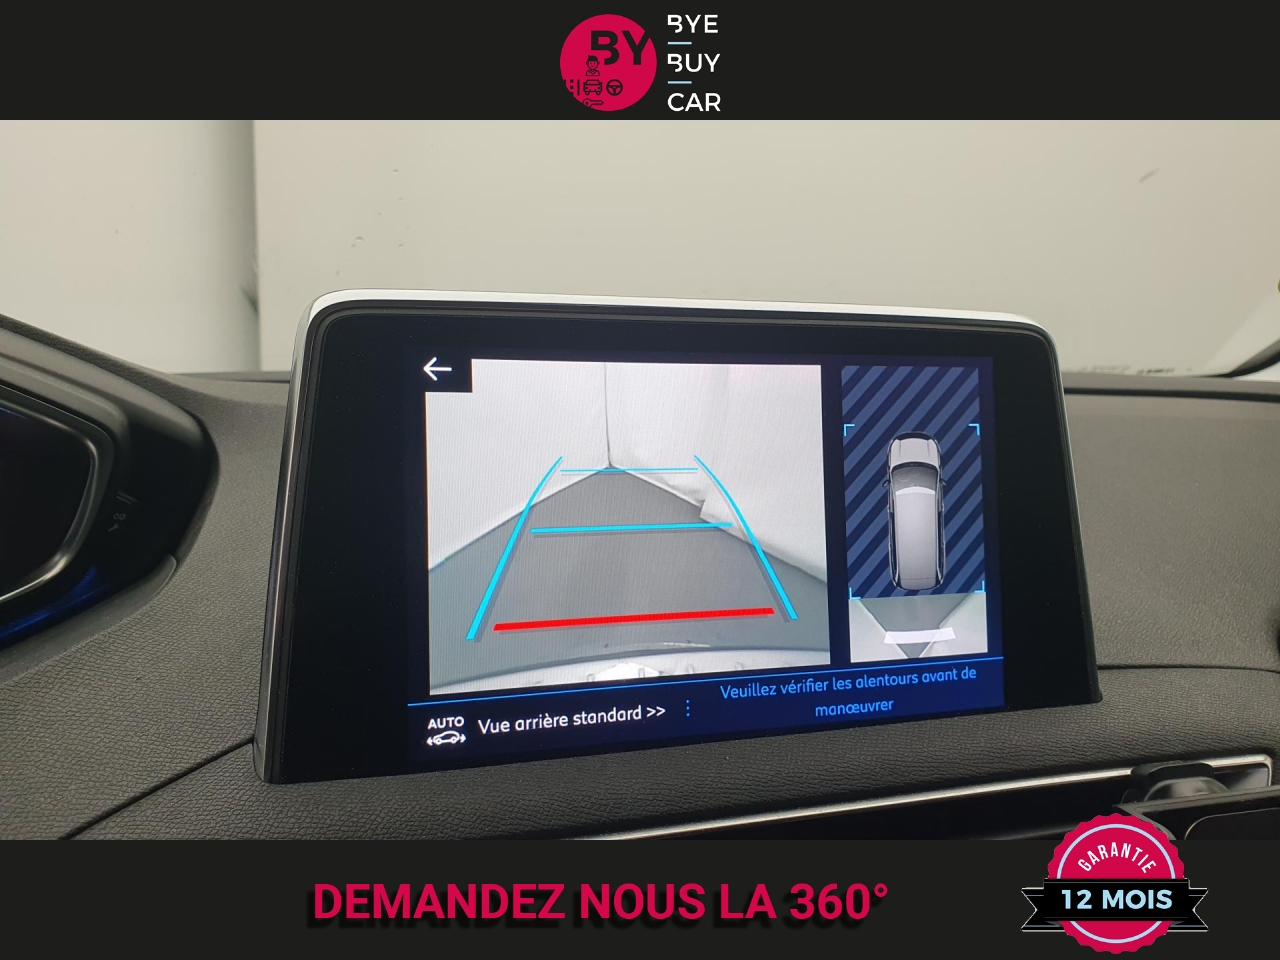 BY
BYE
BUY
CAR
AUTO
Vue arrière standard >>
Veuillez vérifier les alentours avant de
manœuvrer
DEMANDEZ NOUS LA 360°
GARANTIE
12 MOIS